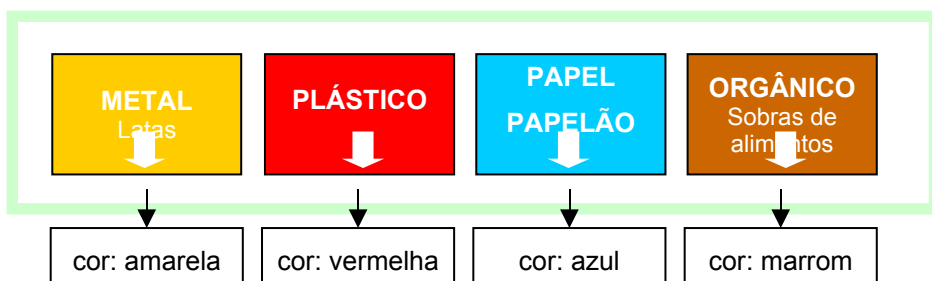 METAL
Latas
PLÁSTICO
PAPEL
PAPELÃO
ORGÂNICO
Sobras de
alimentos
cor: amarela
cor: vermelha
cor: azul
cor: marrom